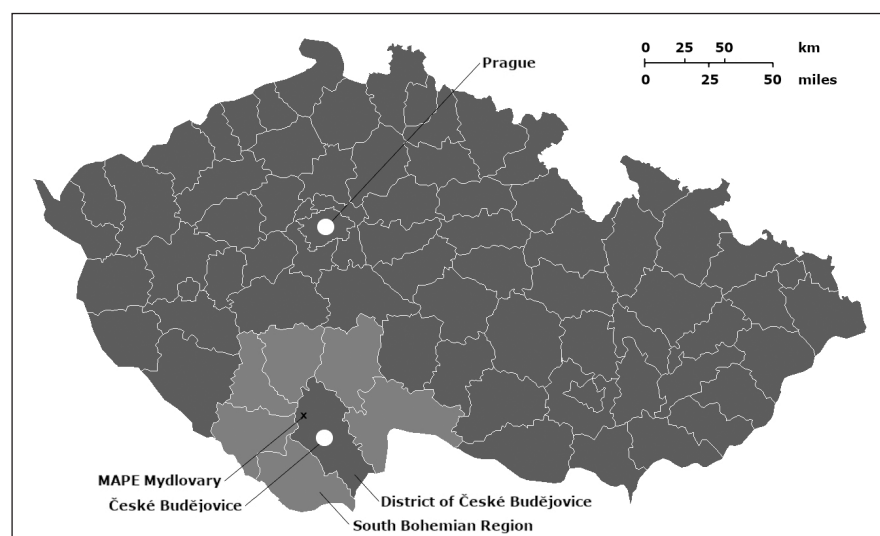 0 25 50 km
0 25 50 miles
Prague
x
MAPE Mydlovary
České Budějovice
District of České Budějovice
South Bohemian Region